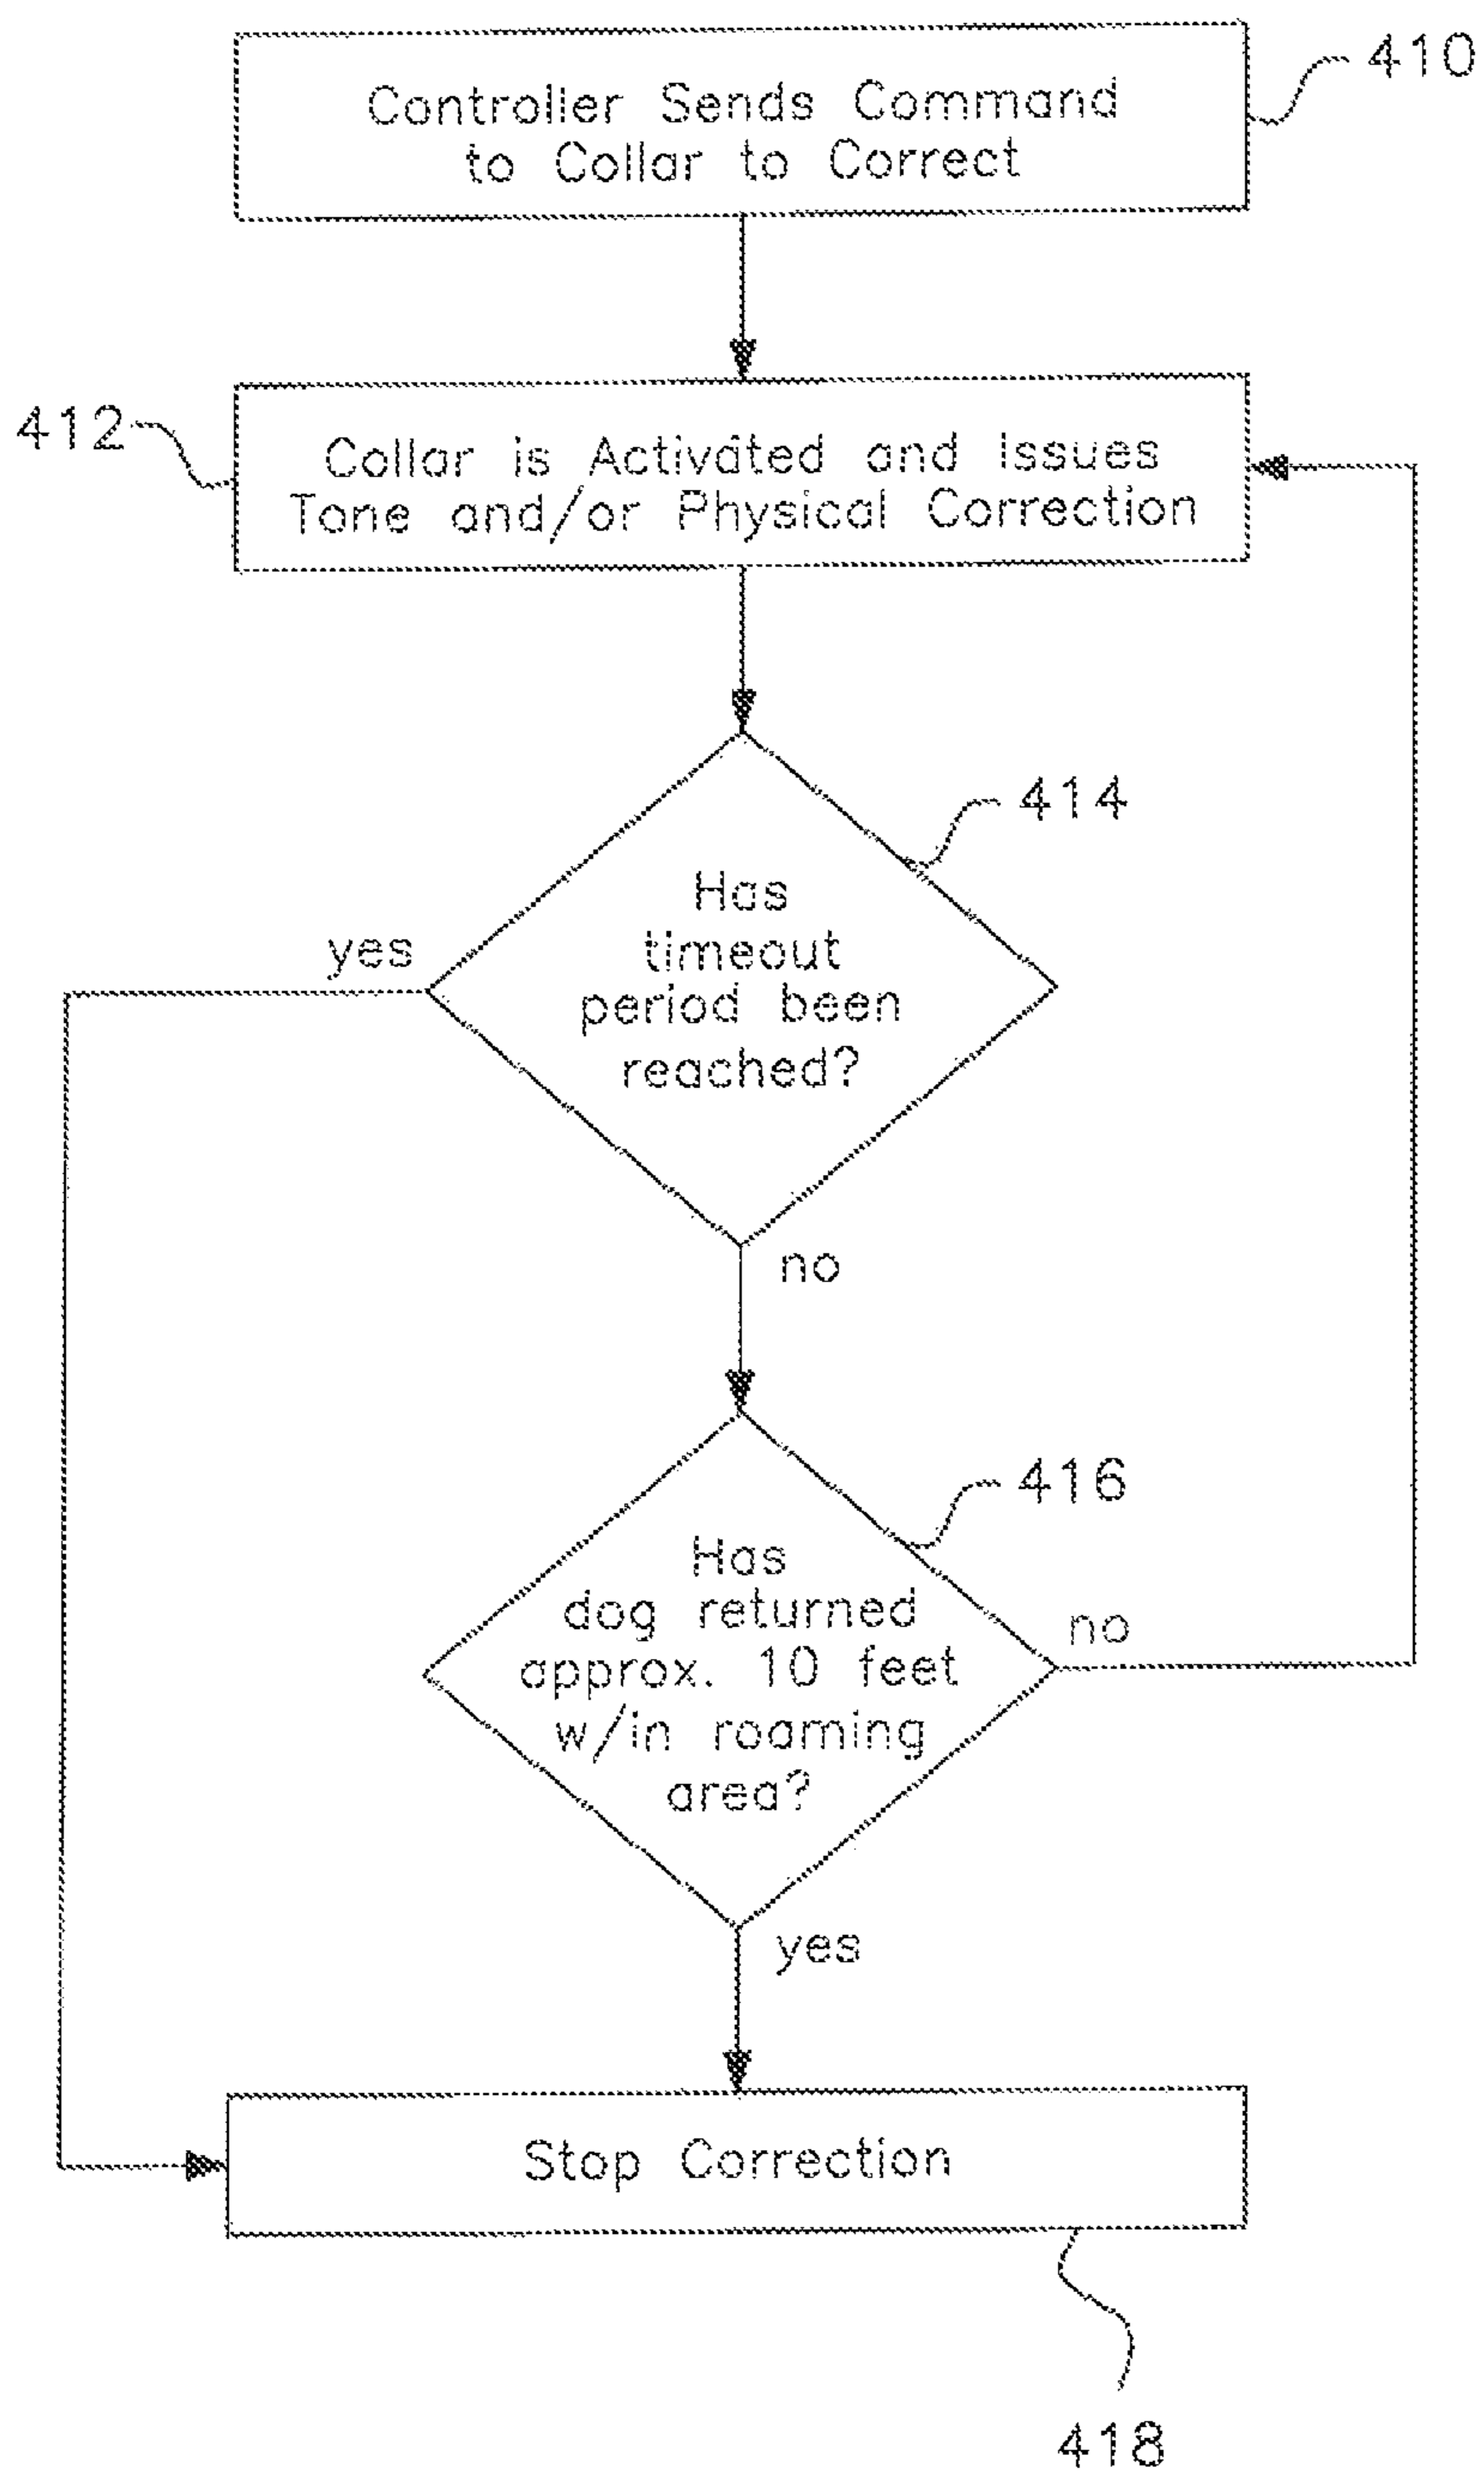 Controller Sends Command
to Collar to Correct
410
412
Collar is Activated and Issues
Tone and/or Physical Correction
414
Has
timeout
period been
reached?
yes
no
416
Has
dog returned
approx. 10 feet
w/in roaming
area?
no
yes
Stop Correction
418